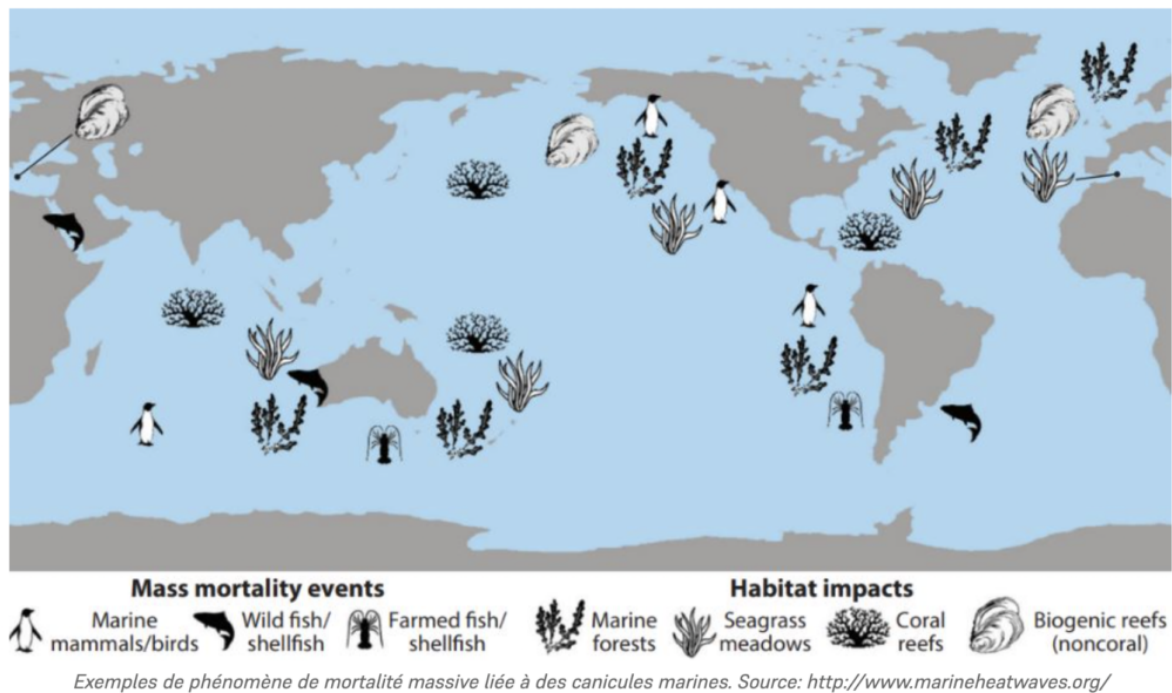 Mass mortality events
Habitat impacts
Marine mammals/birds
Wild fish/ shellfish
Farmed fish/ shellfish
Marine forests
Seagrass meadows
Coral reefs
Biogenic reefs (noncoral)
Exemples de phénomène de mortalité massive liée à des canicules marines. Source: http://www.marineheatwaves.org/